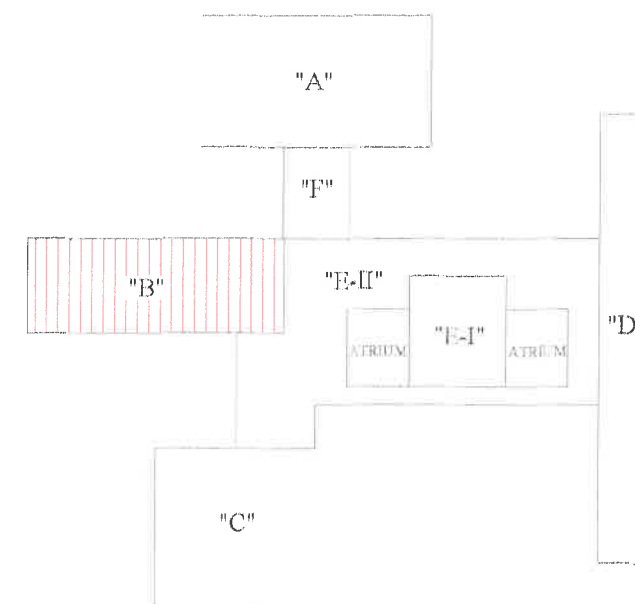 "A"
"F"
"B"
"E-II"
"E-I"
ATRIUM
ATRIUM
"D
"C"